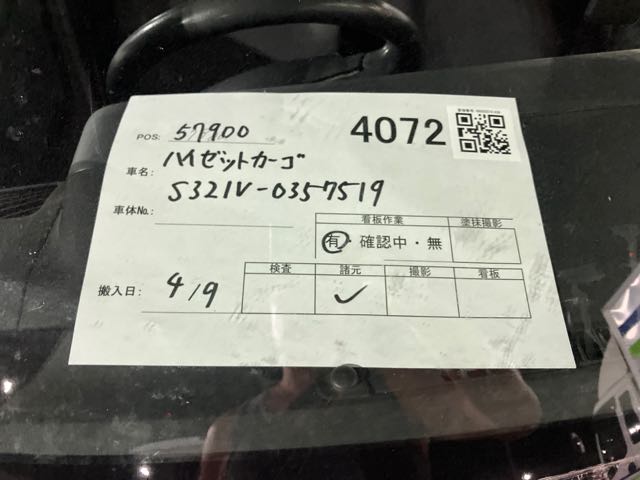 POS: 57900
4072
車名: ハイゼットカーゴ
S321V-0357519
車体No.:
看板作業 塗抹撮影
有・確認中・無
検査 諸元 撮影 看板
搬入日: 4/9 ✓